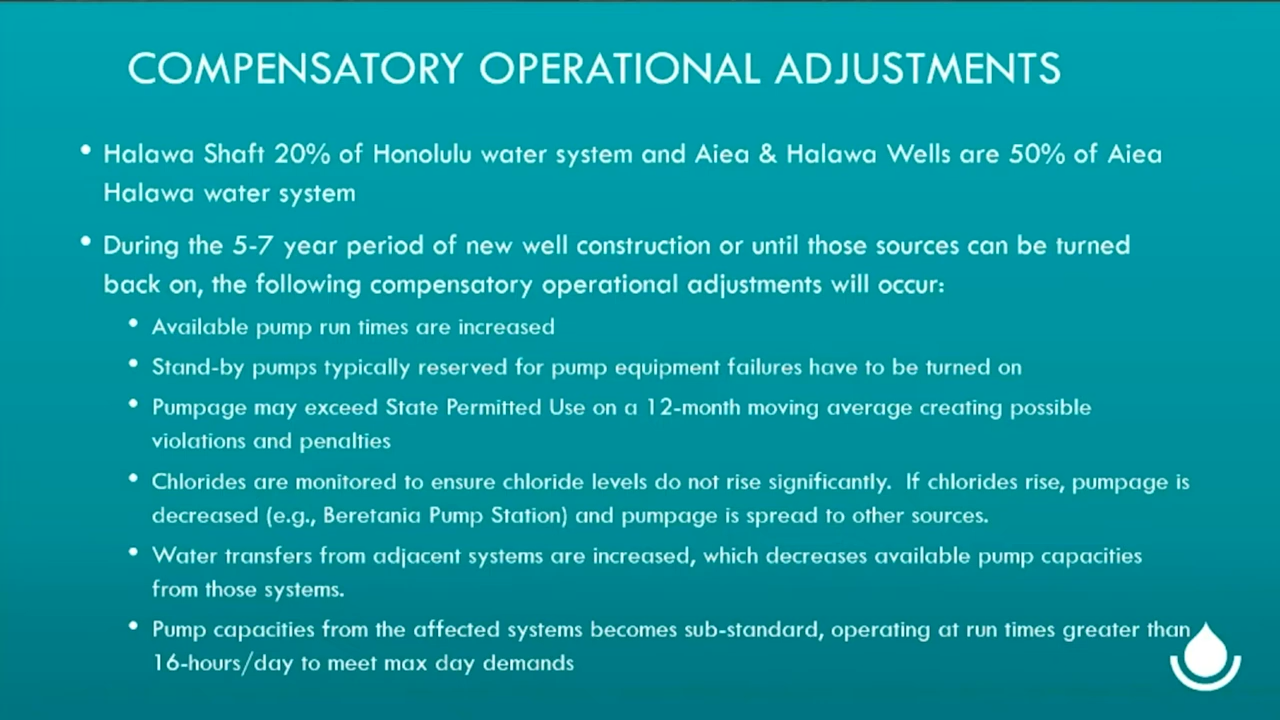 COMPENSATORY OPERATIONAL ADJUSTMENTS
• Halawa Shaft 20% of Honolulu water system and Aiea & Halawa Wells are 50% of Aiea
Halawa water system
• During the 5-7 year period of new well construction or until those sources can be turned
back on, the following compensatory operational adjustments will occur:
• Available pump run times are increased
• Stand-by pumps typically reserved for pump equipment failures have to be turned on
• Pumpage may exceed State Permitted Use on a 12-month moving average creating possible
violations and penalties
• Chlorides are monitored to ensure chloride levels do not rise significantly.  If chlorides rise, pumpage is
decreased (e.g., Beretania Pump Station) and pumpage is spread to other sources.
• Water transfers from adjacent systems are increased, which decreases available pump capacities
from those systems.
• Pump capacities from the affected systems becomes sub-standard, operating at run times greater than
16-hours/day to meet max day demands